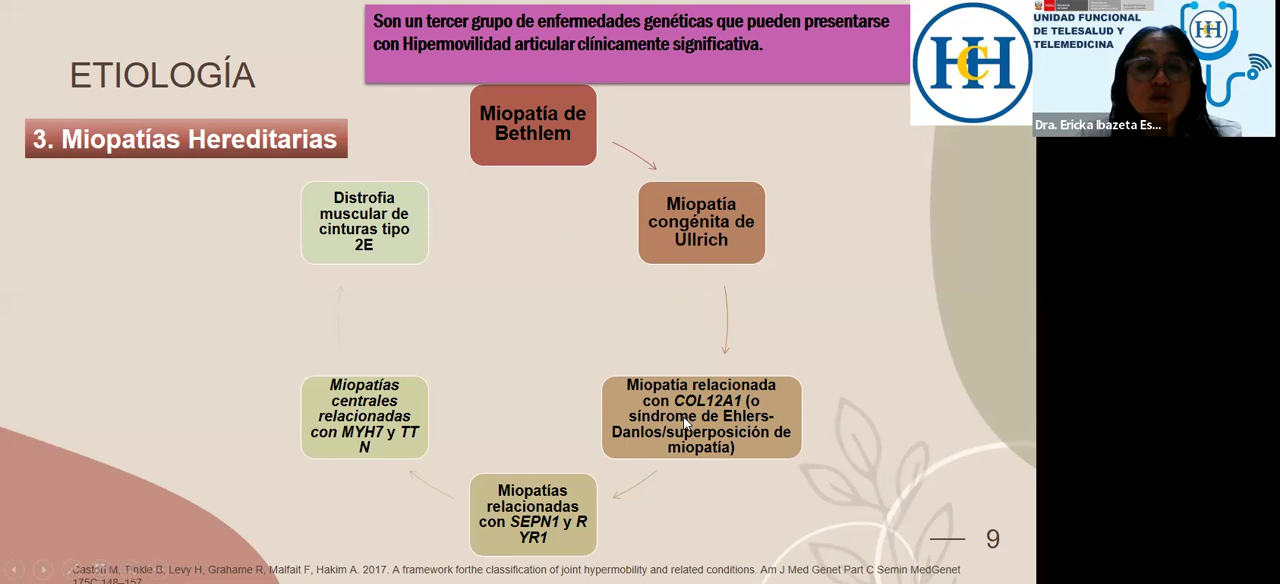 Son un tercer grupo de enfermedades genéticas que pueden presentarse
con Hipermovilidad articular clínicamente significativa.
ETIOLOGÍA
3. Miopatías Hereditarias
Miopatía de
Bethlem
Miopatía
congénita de
Ullrich
Miopatía relacionada
con COL12A1 (o
síndrome de Ehlers-
Danlos/superposición de
miopatía)
Miopatías
relacionadas
con SEPN1 y R
YR1
Miopatías
centrales
relacionadas
con MYH7 y TT
N
Distrofia
muscular de
cinturas tipo
2E
HCH
UNIDAD FUNCIONAL
DE TELESALUD Y
TELEMEDICINA
HCH
Dra. Ericka Ibazeta Es...
9
Castori M, Tinkle B, Levy H, Grahame R, Malfait F, Hakim A. 2017. A framework forthe classification of joint hypermobility and related conditions. Am J Med Genet Part C Semin MedGenet
175C:148–157.